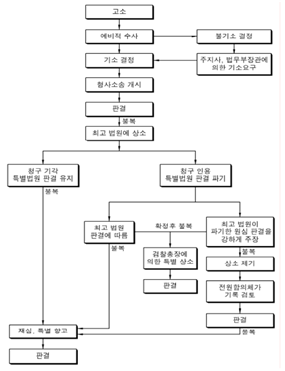 고소
예비적 수사
불기소 결정
기소 결정
주지사, 법무부장관에
의한 기소요구
형사소송 개시
판결
불복
최고 법원에 상소
청구 기각
특별법원 판결 유지
청구 인용
특별법원 판결 파기
불복
최고 법원
판결에 따름
확정후 불복
최고 법원이
파기한 원심 판결을
강하게 주장
불복
검찰총장에
의한 특별 상소
불복
상소 제기
판결
전원합의체가
기록 검토
판결
재심, 특별 항고
불복
판결